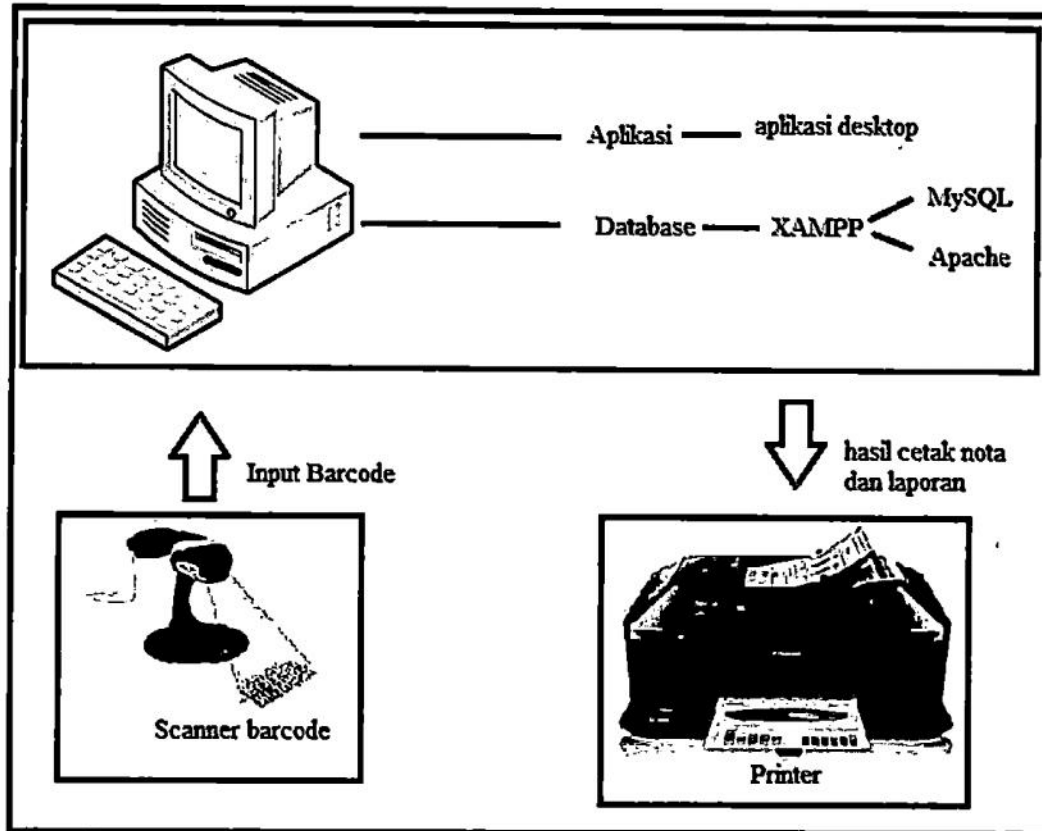 Aplikasi
aplikasi desktop
Database
XAMPP
MySQL
Apache
Input Barcode
hasil cetak nota
dan laporan
Scanner barcode
Printer